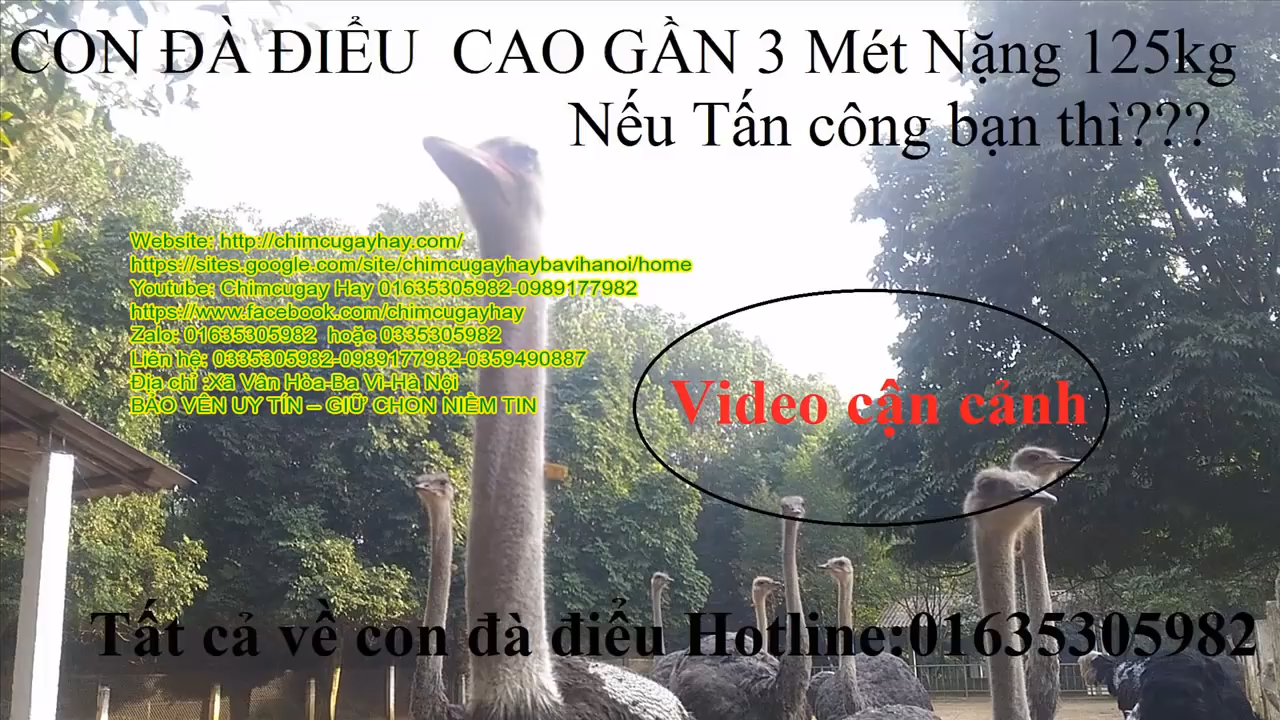 CON ĐÀ ĐIỂU CAO GẦN 3 Mét Nặng 125kg
Nếu Tấn công bạn thì???
Website: http://chimcugayhay.com/
https://sites.google.com/site/chimcugayhaybavihanoi/home
Youtube: Chimcugay Hay 01635305982-0989177982
https://www.facebook.com/chimcugayhay
Zalo: 01635305982 hoặc 0335305982
Liên hệ: 0335305982-0989177982-0359490887
Địa chỉ :Xã Vân Hòa-Ba Vì-Hà Nội
BẢO VỆN UY TÍN – GIỮ CHỌN NIỀM TIN
Video cận cảnh
Tất cả về con đà điểu Hotline:01635305982